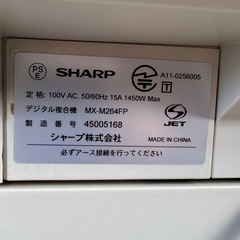 PS
E
SHARP
T
A11-0256005
定 格: 100V AC, 50/60Hz 15A 1450W Max
デジタル複合機 MX-M264FP
製 造 番 号 45005168
S
JET
シャープ株式会社
MADE IN CHINA
必ずアース接続を行ってください